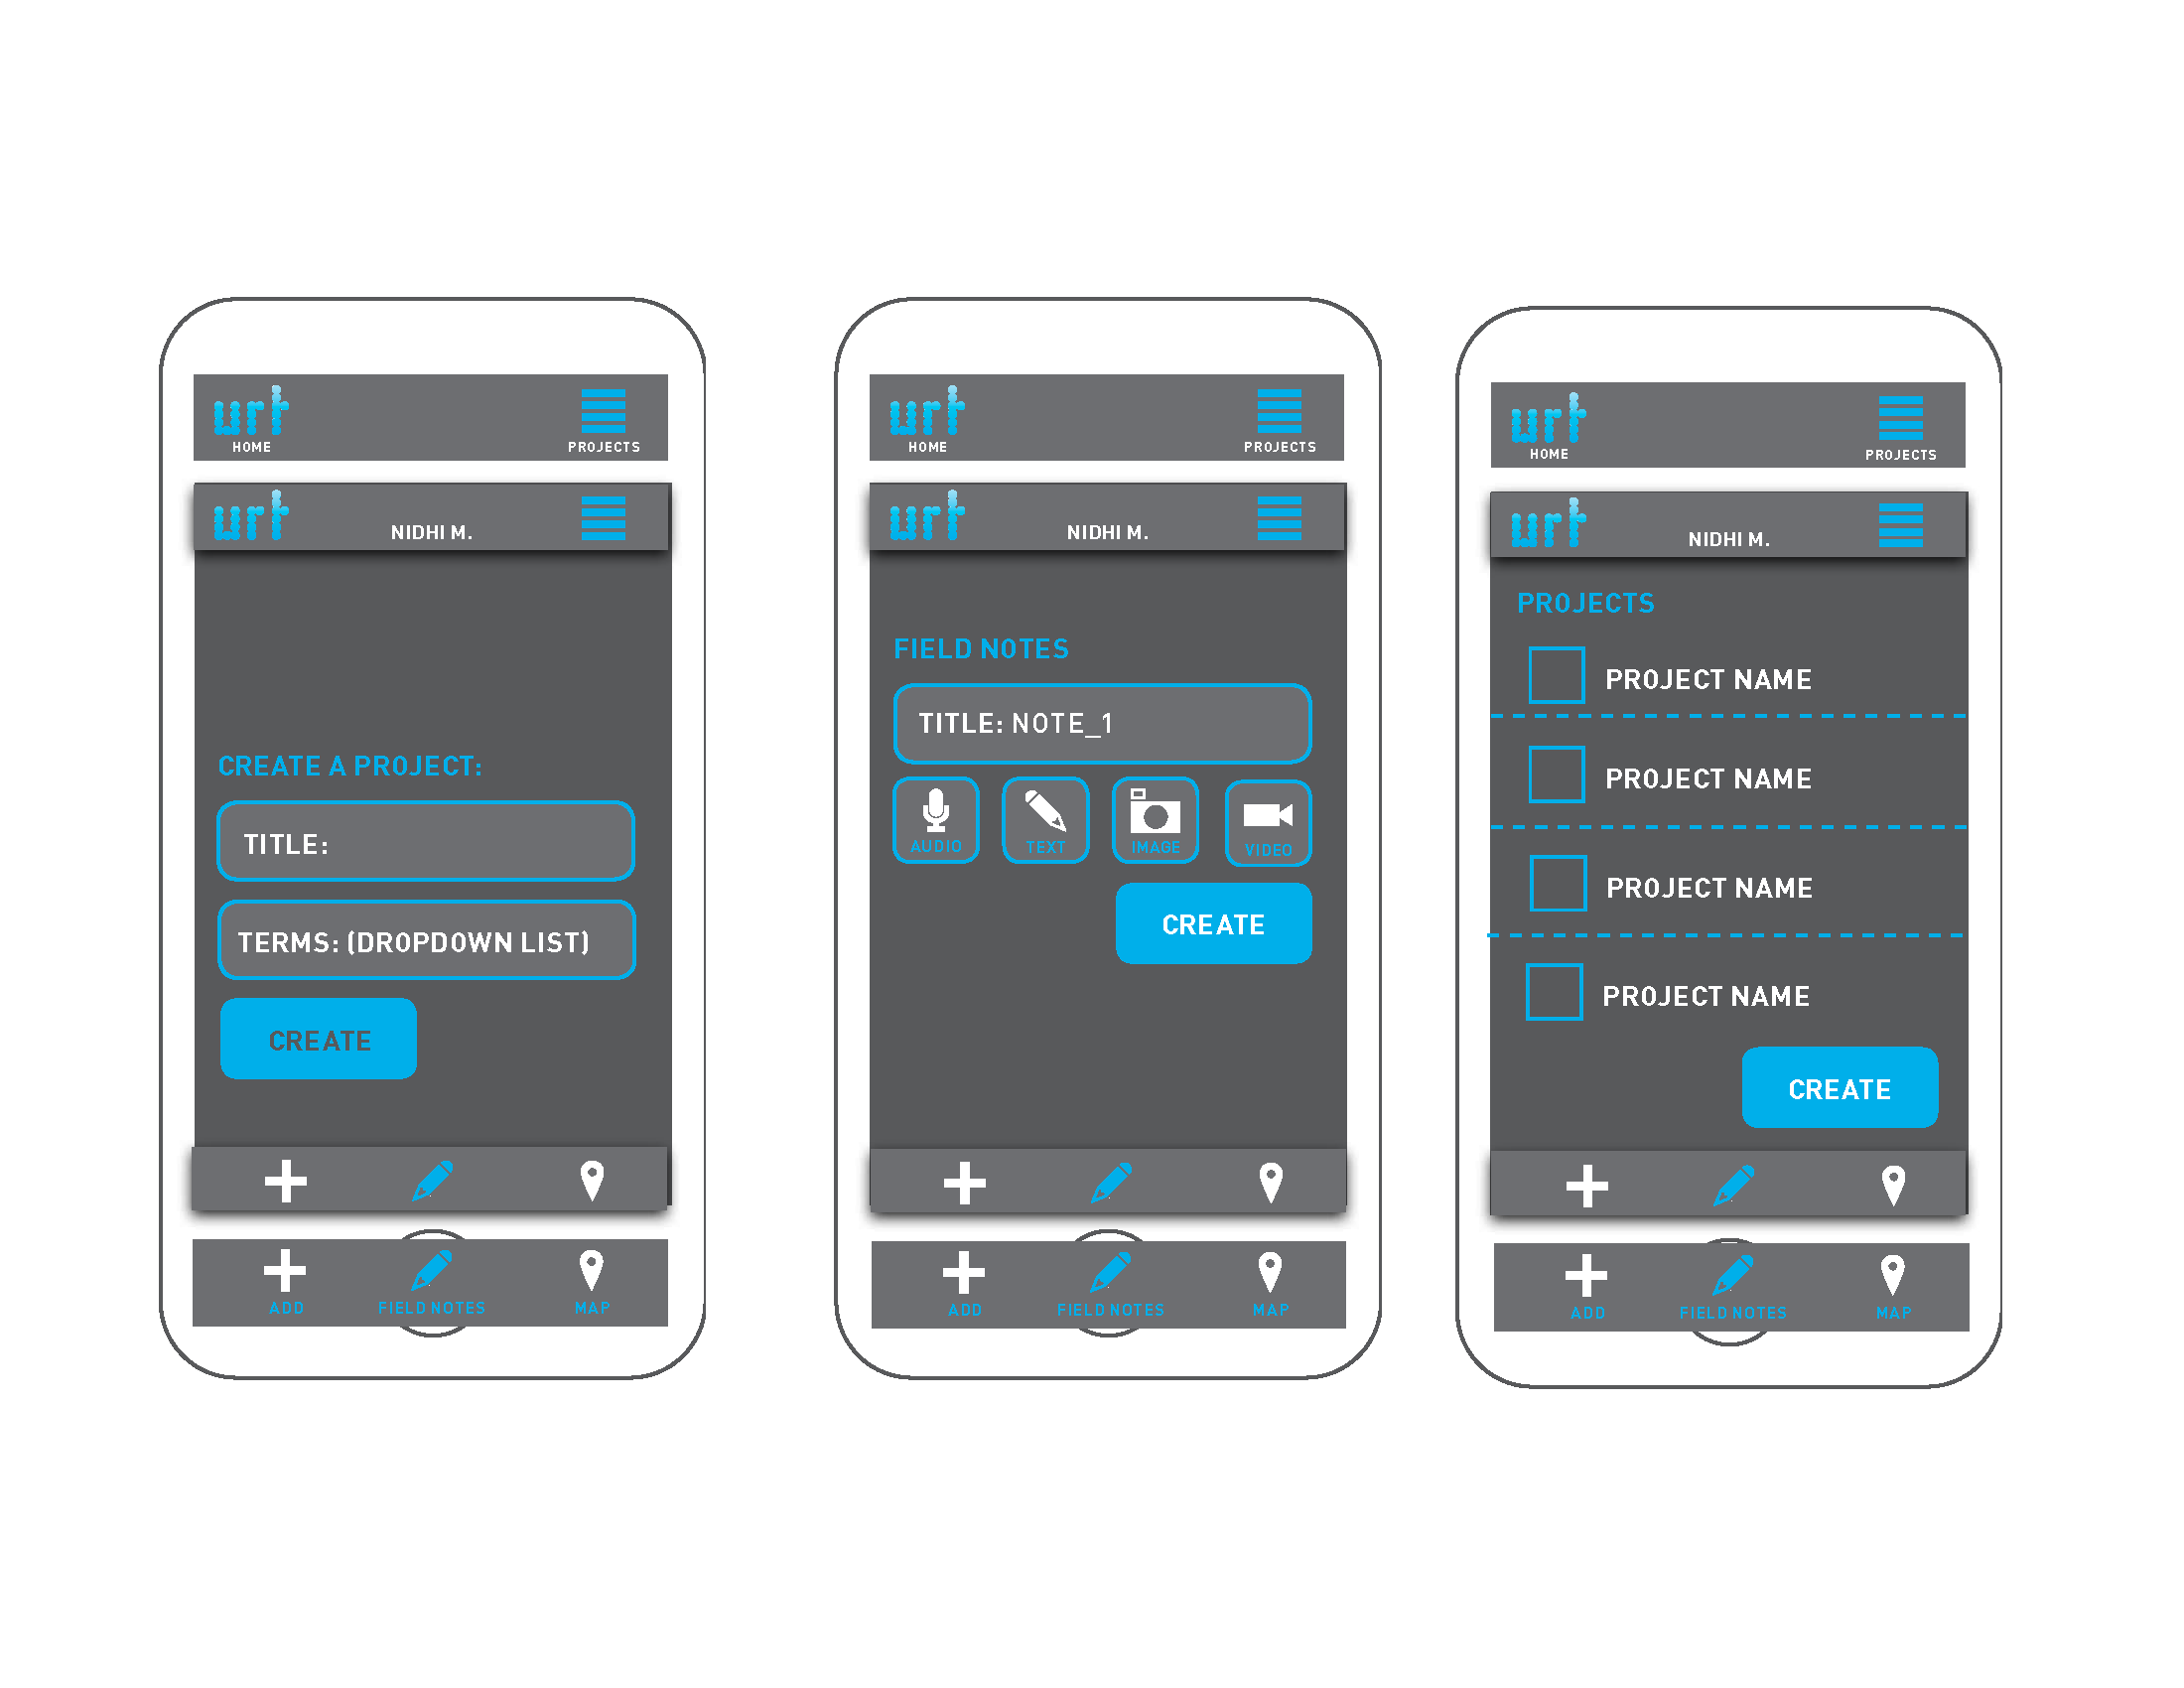 urt
HOME
PROJECTS
urt
NIDHI M.
CREATE A PROJECT:
TITLE:
TERMS: (DROPDOWN LIST)
CREATE
ADD
FIELD NOTES
MAP
urt
HOME
PROJECTS
urt
NIDHI M.
FIELD NOTES
TITLE: NOTE_1
AUDIO
TEXT
IMAGE
VIDEO
CREATE
ADD
FIELD NOTES
MAP
urt
HOME
PROJECTS
urt
NIDHI M.
PROJECTS
PROJECT NAME
PROJECT NAME
PROJECT NAME
PROJECT NAME
CREATE
ADD
FIELD NOTES
MAP